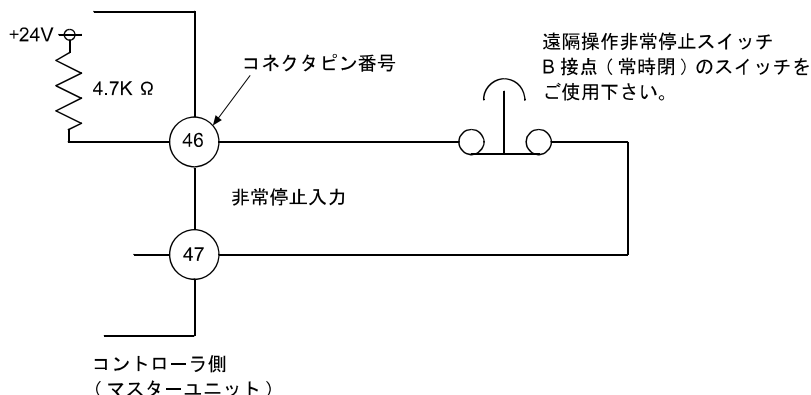 +24V
4.7K Ω
コネクタピン番号
遠隔操作非常停止スイッチ
B 接点（常時閉）のスイッチを
ご使用下さい。
46
非常停止入力
47
コントローラ側
（マスターユニット）